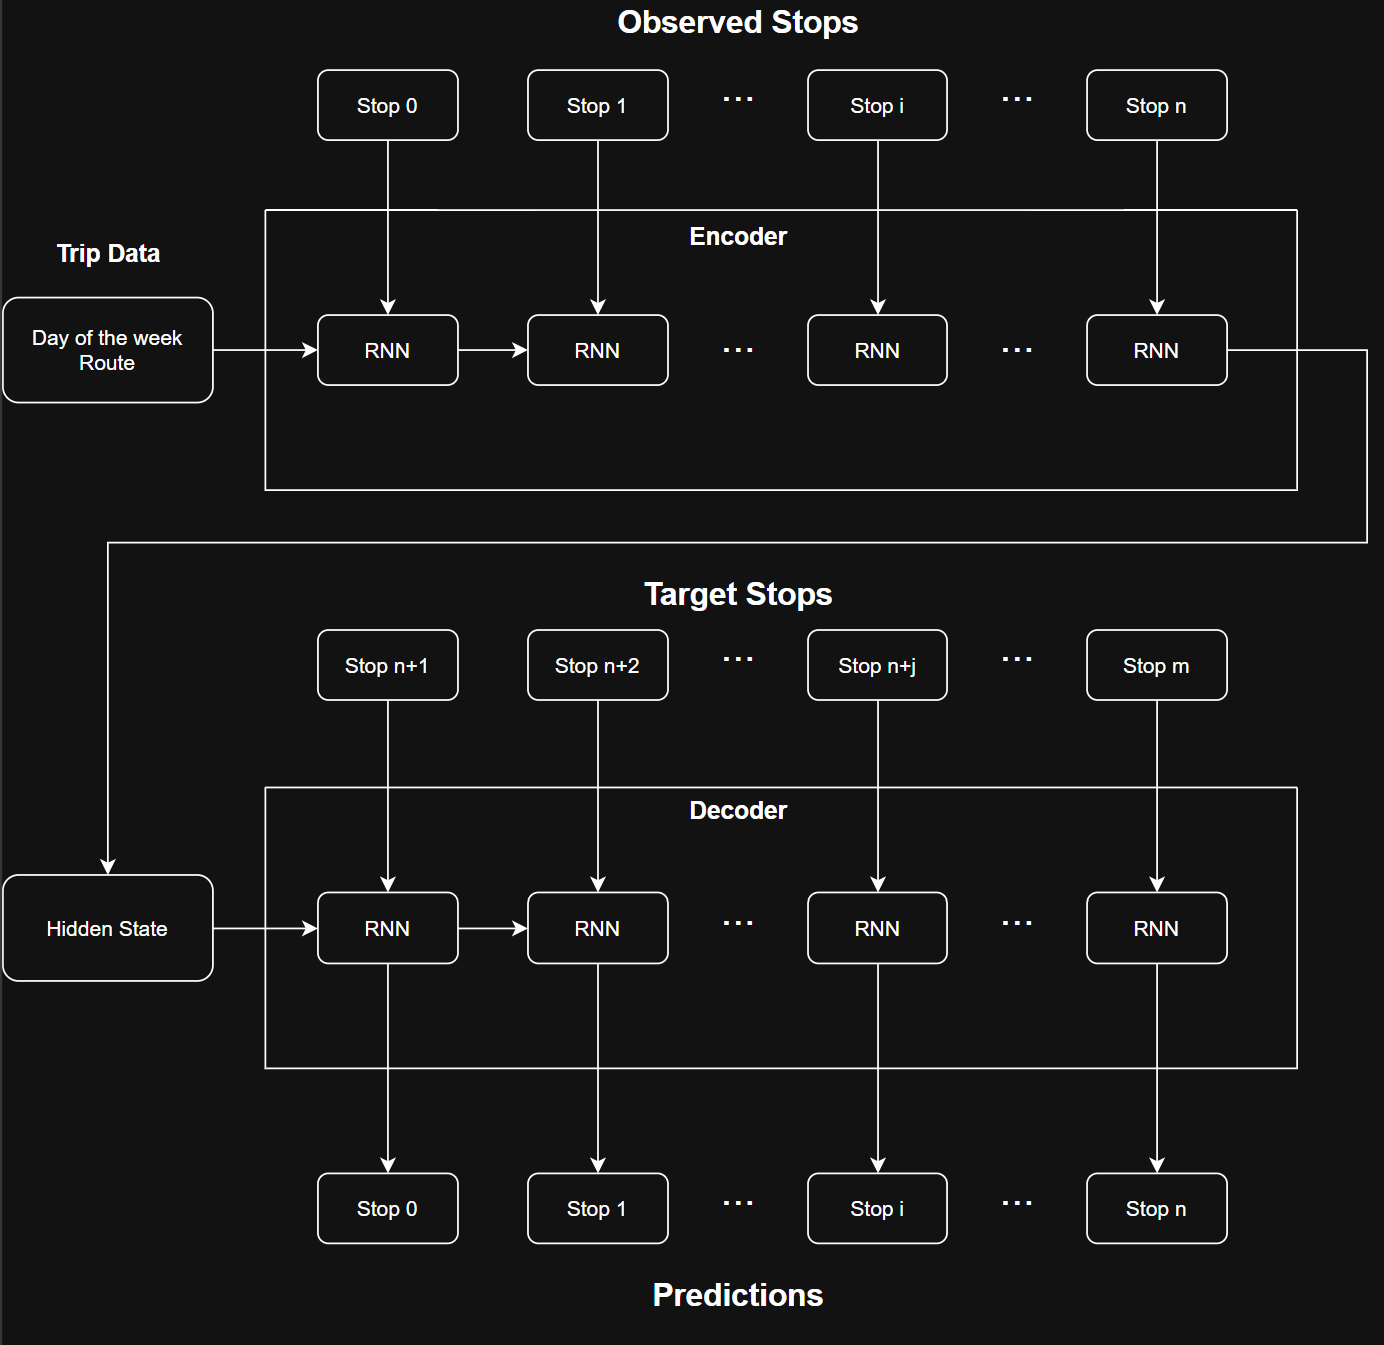 Observed Stops
Stop 0
Stop 1
...
Stop i
...
Stop n
Encoder
Trip Data
Day of the week
Route
RNN
RNN
...
RNN
...
RNN
Target Stops
Stop n+1
Stop n+2
...
Stop n+j
...
Stop m
Decoder
Hidden State
RNN
RNN
...
RNN
...
RNN
Stop 0
Stop 1
...
Stop i
...
Stop n
Predictions